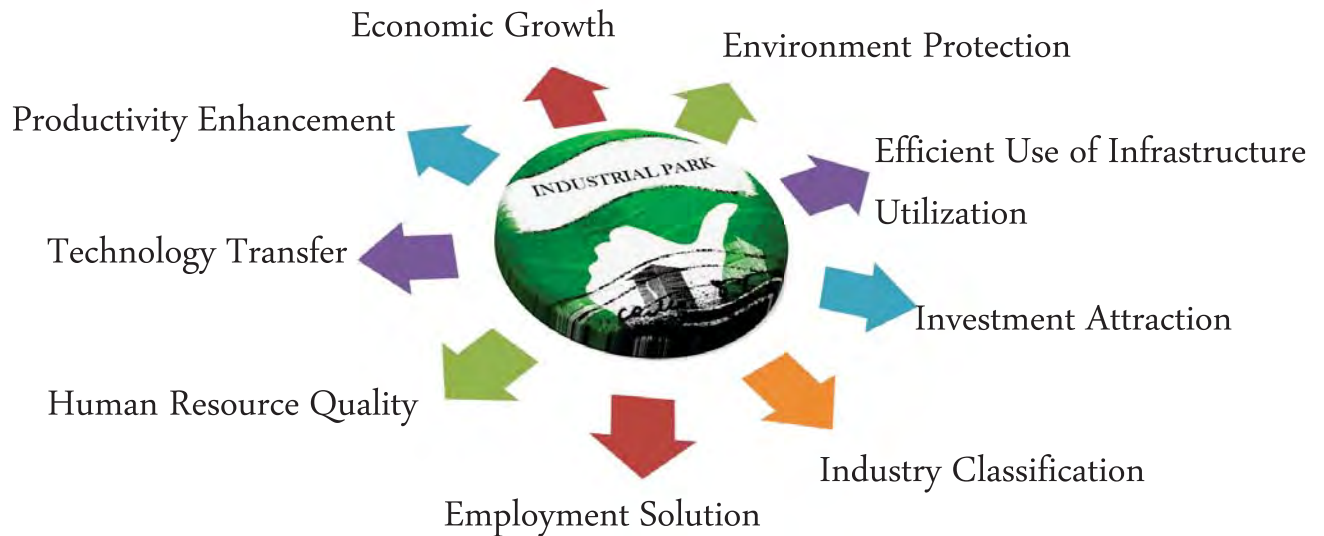 Economic Growth
Environment Protection
Productivity Enhancement
Efficient Use of Infrastructure
Utilization
INDUSTRIAL PARK
Technology Transfer
Investment Attraction
Human Resource Quality
Industry Classification
Employment Solution